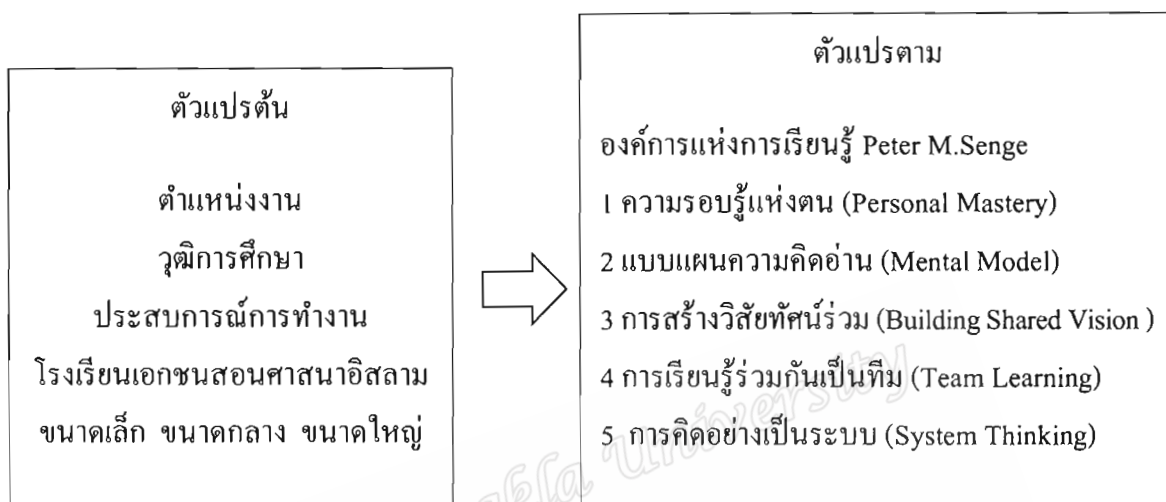 ตัวแปรต้น
ตำแหน่งงาน
วุฒิการศึกษา
ประสบการณ์การทำงาน
โรงเรียนเอกชนสอนศาสนาอิสลาม
ขนาดเล็ก ขนาดกลาง ขนาดใหญ่
ตัวแปรตาม
องค์การแห่งการเรียนรู้ Peter M.Senge
1 ความรอบรู้แห่งตน (Personal Mastery)
2 แบบแผนความคิดอ่าน (Mental Model)
3 การสร้างวิสัยทัศน์ร่วม (Building Shared Vision )
4 การเรียนรู้ร่วมกันเป็นทีม (Team Learning)
5 การคิดอย่างเป็นระบบ (System Thinking)
University